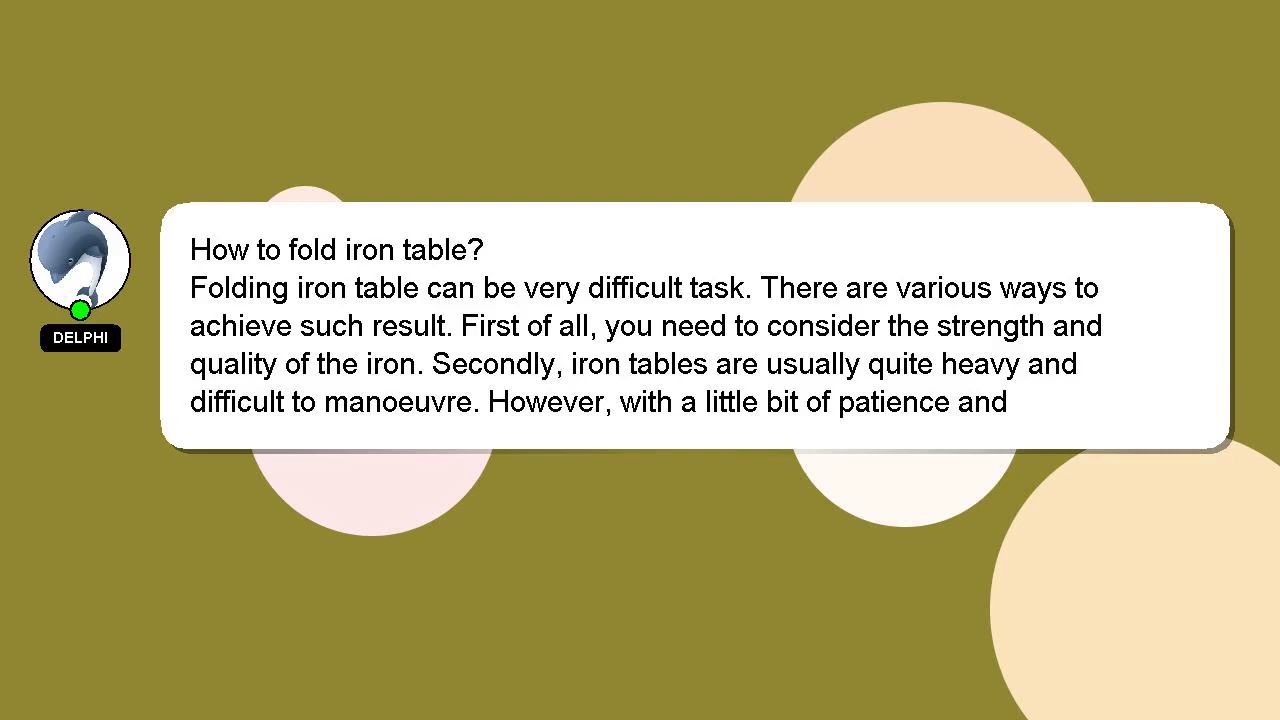 How to fold iron table?
Folding iron table can be very difficult task. There are various ways to
achieve such result. First of all, you need to consider the strength and
quality of the iron. Secondly, iron tables are usually quite heavy and
difficult to manoeuvre. However, with a little bit of patience and
DELPHI